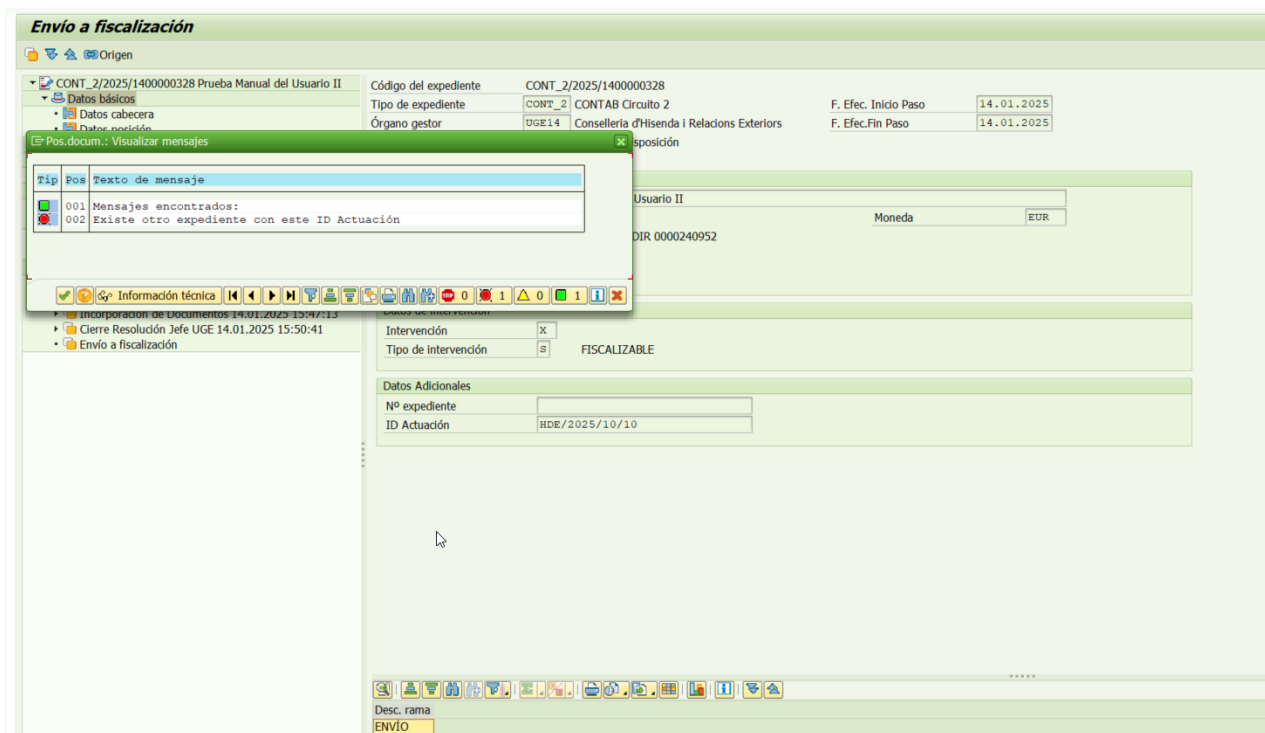 Envío a fiscalización
Origen
CONT_2/2025/1400000328 Prueba Manual del Usuario II
Datos básicos
Datos cabecera
Datos posición
Código del expediente CONT_2/2025/1400000328
Tipo de expediente CONT_2 CONTAB Circuito 2 F. Efec. Inicio Paso 14.01.2025
Órgano gestor UGE14 Conselleria d'Hisenda i Relacions Exteriors F. Efec.Fin Paso 14.01.2025
Pos.docum.: Visualizar mensajes
sposición
Tip Pos Texto de mensaje
001 Mensajes encontrados:
002 Existe otro expediente con este ID Actuación
Usuario II
Moneda EUR
DIR 0000240952
Información técnica 0 1 0 1
Incorporación de Documentos 14.01.2025 15:47:13
Cierre Resolución Jefe UGE 14.01.2025 15:50:41
Envío a fiscalización
Datos de intervención
Intervención X
Tipo de intervención S FISCALIZABLE
Datos Adicionales
Nº expediente
ID Actuación HDE/2025/10/10
Desc. rama
ENVÍO